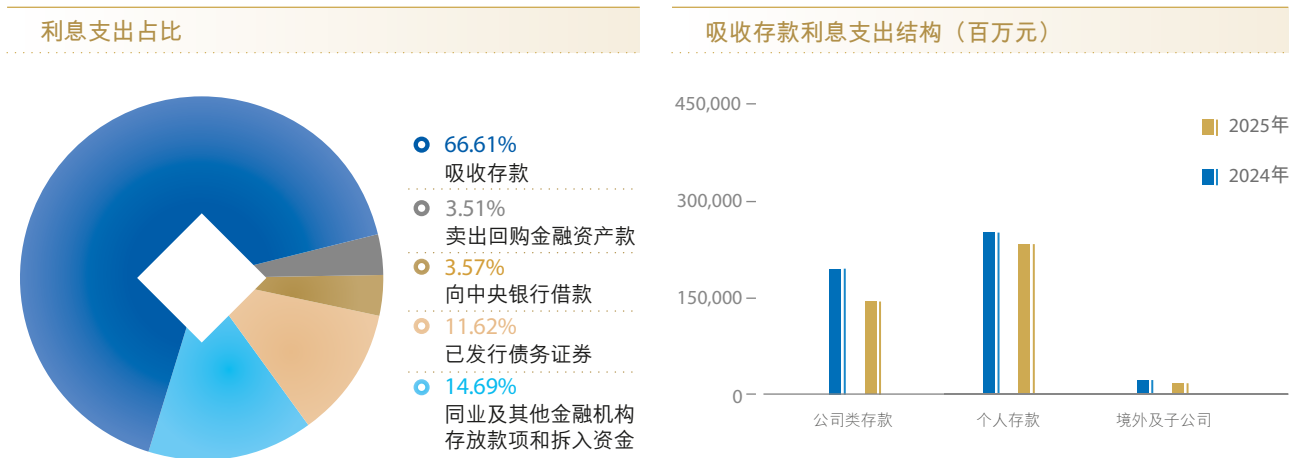 利息支出占比
66.61%
吸收存款
3.51%
卖出回购金融资产款
3.57%
向中央银行借款
11.62%
已发行债务证券
14.69%
同业及其他金融机构
存放款项和拆入资金
吸收存款利息支出结构（百万元）
450,000
300,000
150,000
0
2025年
2024年
公司类存款
个人存款
境外及子公司